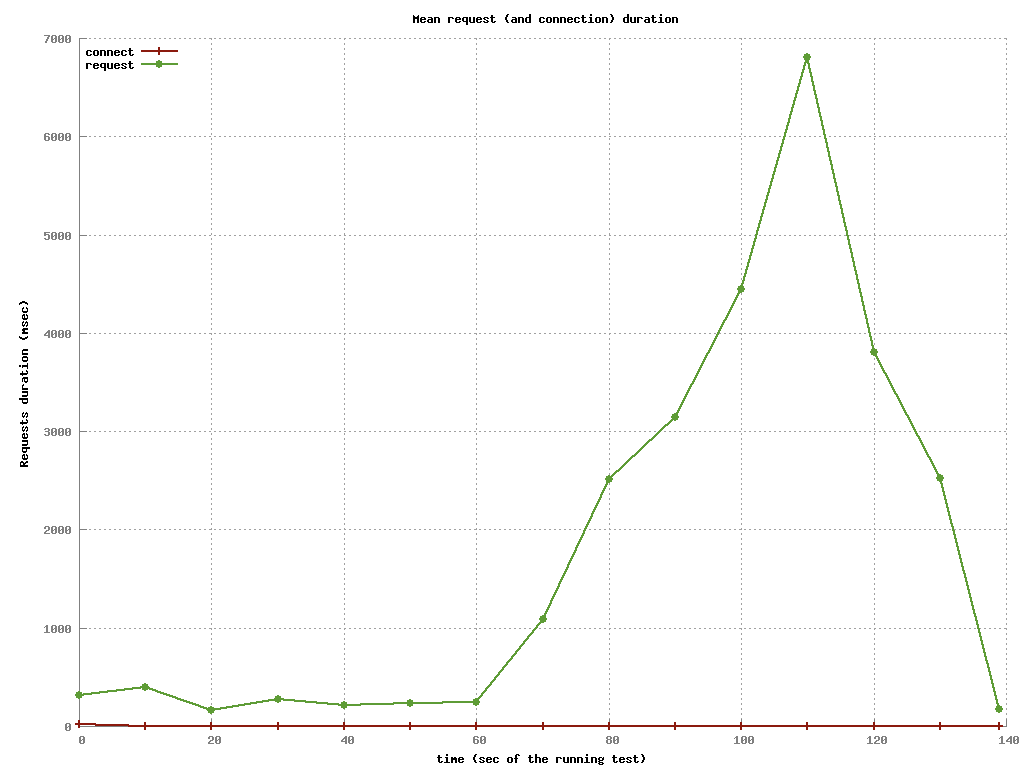 Mean request (and connection) duration
7000
connect
request
6000
5000
4000
3000
2000
1000
0
Requests duration (msec)
0 20 40 60 80 100 120 140
time (sec of the running test)